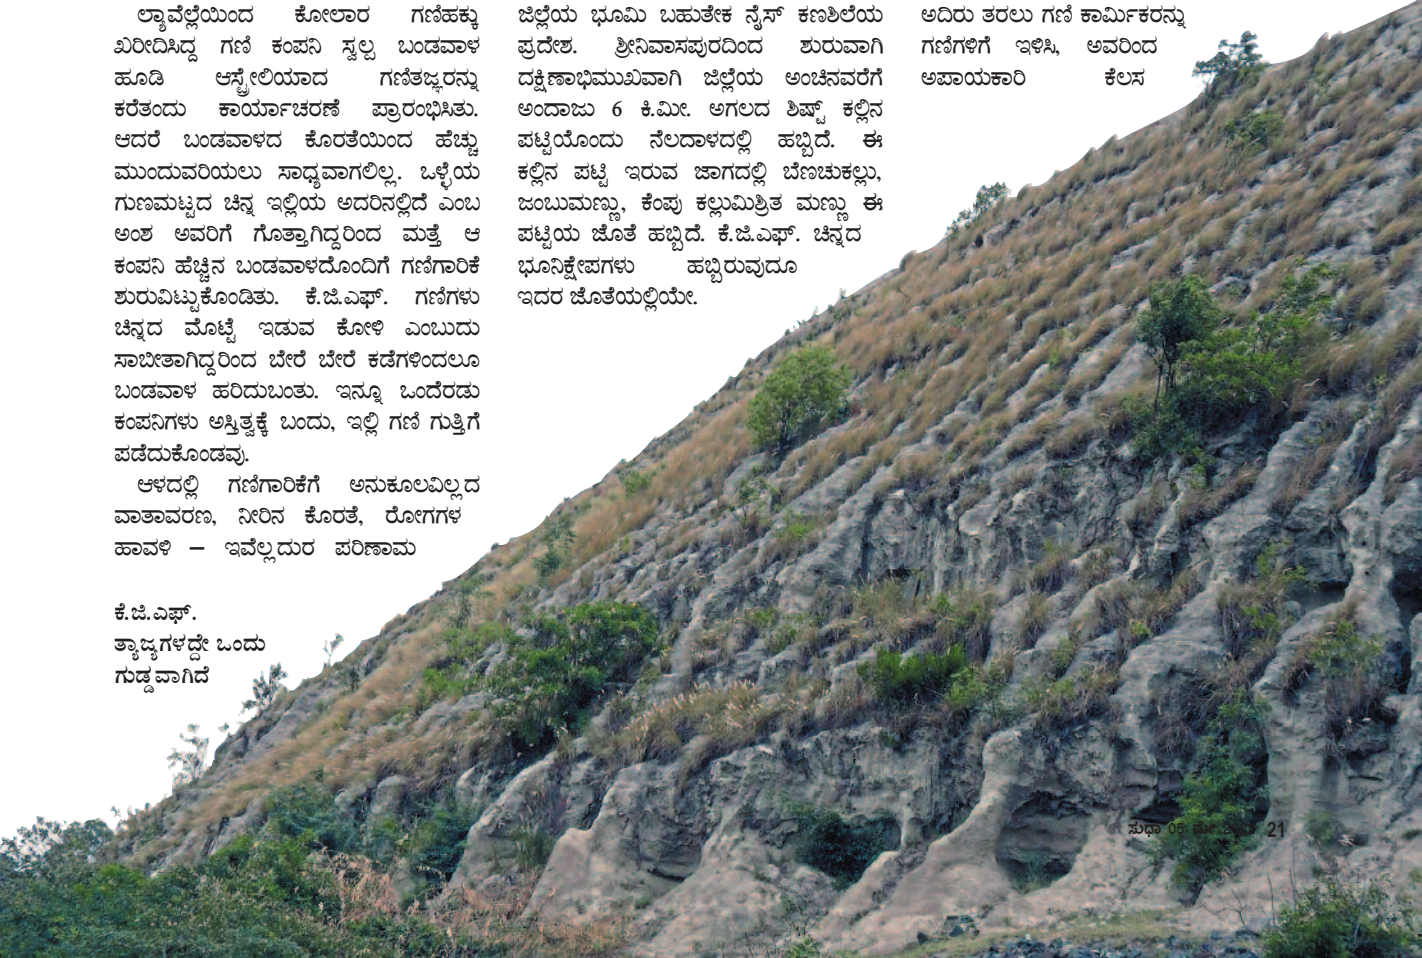 ಲ್ಯಾವೆಲ್ಲೆಯಿಂದ ಕೋಲಾರ ಗಣಿಹಕ್ಕು
ಖರೀದಿಸಿದ್ದ ಗಣಿ ಕಂಪನಿ ಸ್ವಲ್ಪ ಬಂಡವಾಳ
ಹೂಡಿ ಆಸ್ಟ್ರೇಲಿಯಾದ ಗಣಿತಜ್ಞರನ್ನು
ಕರೆತಂದು ಕಾರ್ಯಾಚರಣೆ ಪ್ರಾರಂಭಿಸಿತು.
ಆದರೆ ಬಂಡವಾಳದ ಕೊರತೆಯಿಂದ ಹೆಚ್ಚು
ಮುಂದುವರಿಯಲು ಸಾಧ್ಯವಾಗಲಿಲ್ಲ. ಒಳ್ಳೆಯ
ಗುಣಮಟ್ಟದ ಚಿನ್ನ ಇಲ್ಲಿಯ ಅದರಿನಲ್ಲಿದೆ ಎಂಬ
ಅಂಶ ಅವರಿಗೆ ಗೊತ್ತಾಗಿದ್ದರಿಂದ ಮತ್ತೆ ಆ
ಕಂಪನಿ ಹೆಚ್ಚಿನ ಬಂಡವಾಳದೊಂದಿಗೆ ಗಣಿಗಾರಿಕೆ
ಶುರುವಿಟ್ಟುಕೊಂಡಿತು. ಕೆ.ಜಿ.ಎಫ್. ಗಣಿಗಳು
ಚಿನ್ನದ ಮೊಟ್ಟೆ ಇಡುವ ಕೋಳಿ ಎಂಬುದು
ಸಾಬೀತಾಗಿದ್ದರಿಂದ ಬೇರೆ ಬೇರೆ ಕಡೆಗಳಿಂದಲೂ
ಬಂಡವಾಳ ಹರಿದುಬಂತು. ಇನ್ನೂ ಒಂದೆರಡು
ಕಂಪನಿಗಳು ಅಸ್ತಿತ್ವಕ್ಕೆ ಬಂದು, ಇಲ್ಲಿ ಗಣಿ ಗುತ್ತಿಗೆ
ಪಡೆದುಕೊಂಡವು.
ಆಳದಲ್ಲಿ ಗಣಿಗಾರಿಕೆಗೆ ಅನುಕೂಲವಿಲ್ಲದ
ವಾತಾವರಣ, ನೀರಿನ ಕೊರತೆ, ರೋಗಗಳ
ಹಾವಳಿ – ಇವೆಲ್ಲದುರ ಪರಿಣಾಮ
ಕೆ.ಜಿ.ಎಫ್.
ತ್ಯಾಜ್ಯಗಳದ್ದೇ ಒಂದು
ಗುಡ್ಡವಾಗಿದೆ
ಜಿಲ್ಲೆಯ ಭೂಮಿ ಬಹುತೇಕ ನೈಸ್ ಕಣಶಿಲೆಯ
ಪ್ರದೇಶ. ಶ್ರೀನಿವಾಸಪುರದಿಂದ ಶುರುವಾಗಿ
ದಕ್ಷಿಣಾಭಿಮುಖವಾಗಿ ಜಿಲ್ಲೆಯ ಅಂಚಿನವರೆಗೆ
ಅಂದಾಜು 6 ಕಿ.ಮೀ. ಅಗಲದ ಶಿಷ್ಟ್ ಕಲ್ಲಿನ
ಪಟ್ಟಿಯೊಂದು ನೆಲದಾಳದಲ್ಲಿ ಹಬ್ಬಿದೆ. ಈ
ಕಲ್ಲಿನ ಪಟ್ಟಿ ಇರುವ ಜಾಗದಲ್ಲಿ ಬೆಣಚುಕಲ್ಲು,
ಜಂಬುಮಣ್ಣು, ಕೆಂಪು ಕಲ್ಲುಮಿಶ್ರಿತ ಮಣ್ಣು ಈ
ಪಟ್ಟಿಯ ಜೊತೆ ಹಬ್ಬಿದೆ. ಕೆ.ಜಿ.ಎಫ್. ಚಿನ್ನದ
ಭೂನಿಕ್ಷೇಪಗಳು ಹಬ್ಬಿರುವುದೂ
ಇದರ ಜೊತೆಯಲ್ಲಿಯೇ.
ಅದಿರು ತರಲು ಗಣಿ ಕಾರ್ಮಿಕರನ್ನು
ಗಣಿಗಳಿಗೆ ಇಳಿಸಿ, ಅವರಿಂದ
ಅಪಾಯಕಾರಿ ಕೆಲಸ
ಸುಧಾ 05 21